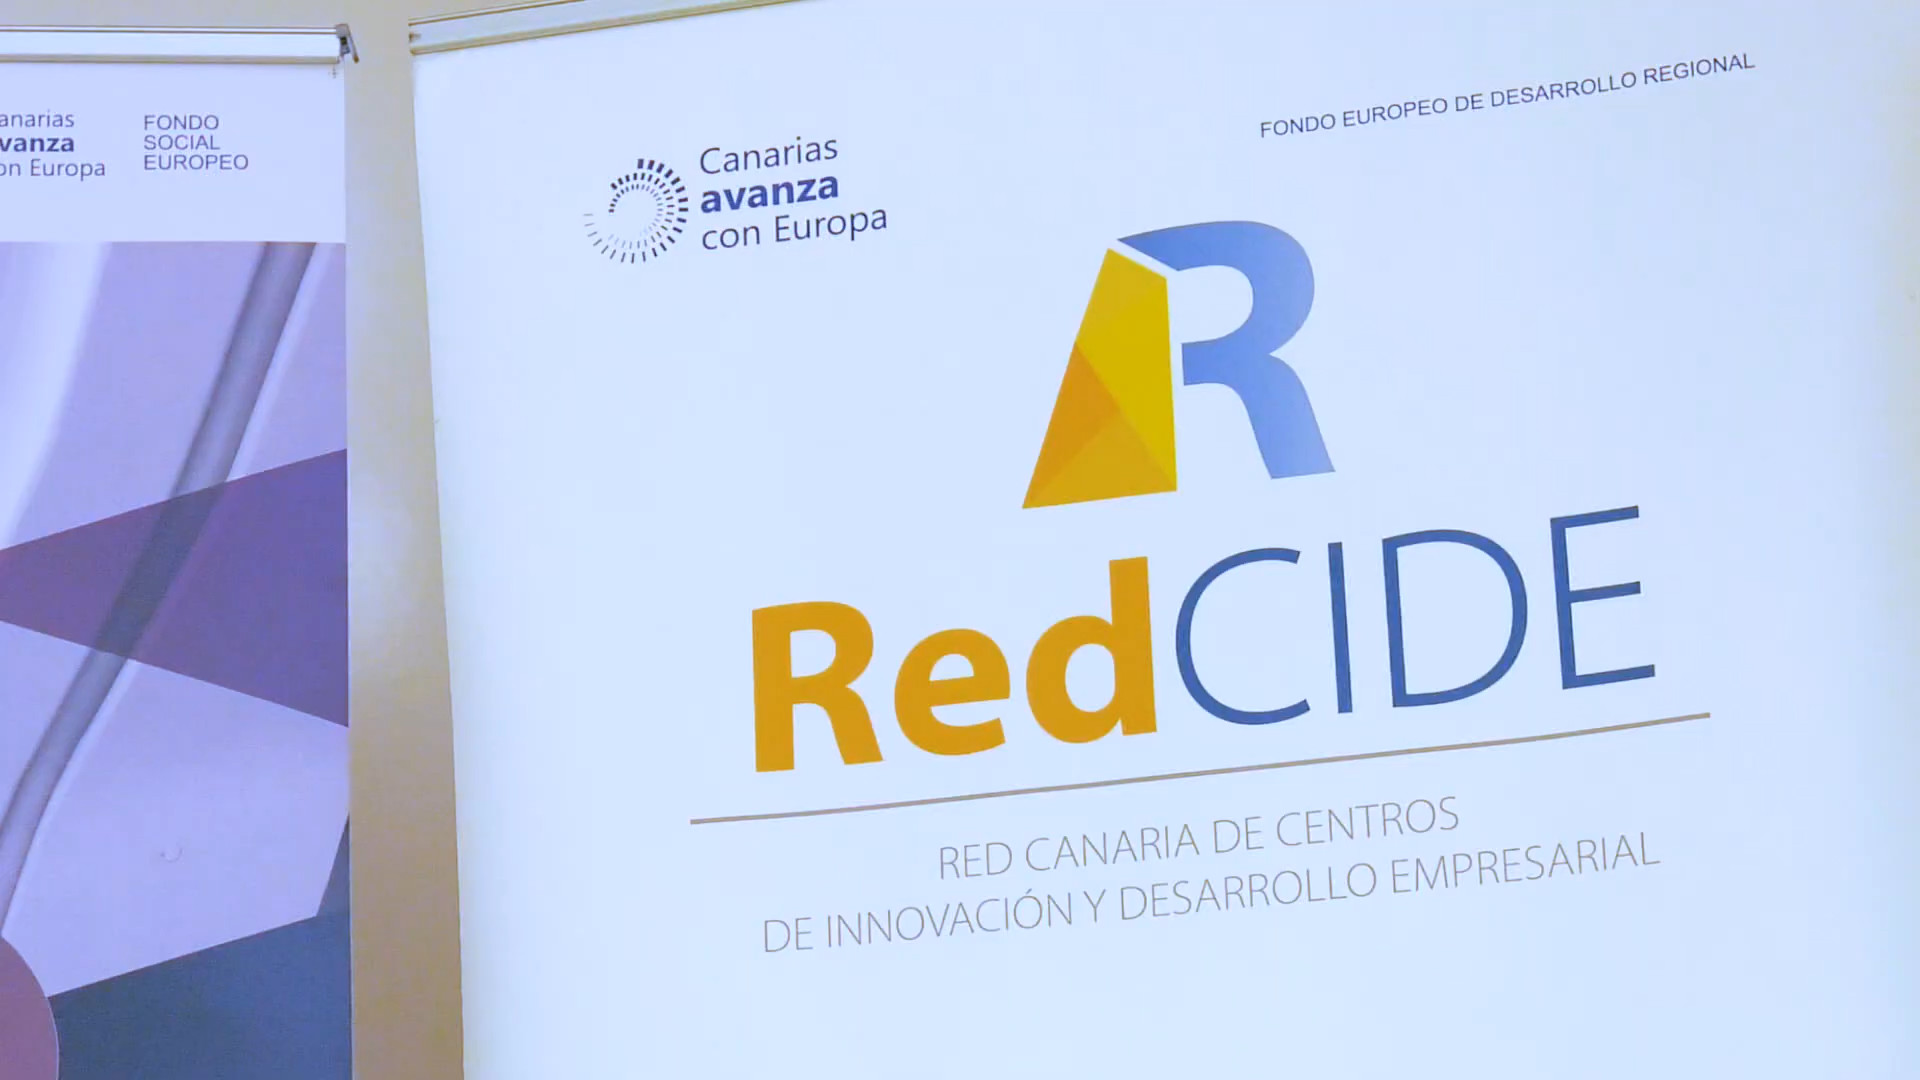 anarias
vanza
on Europa
FONDO
SOCIAL
EUROPEO
FONDO EUROPEO DE DESARROLLO REGIONAL
Canarias
avanza
con Europa
R
RedCIDE
RED CANARIA DE CENTROS
DE INNOVACIÓN Y DESARROLLO EMPRESARIAL